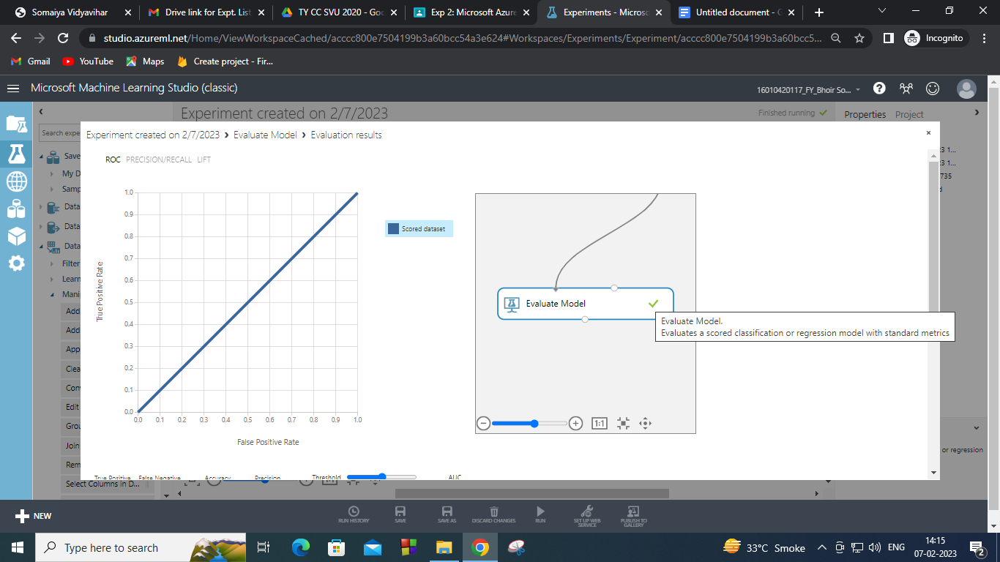 Somaiya Vidyavihar
Drive link for Expt. List
TY CC SVU 2020 - Goo
Exp 2: Microsoft Azure
Experiments - Microso
Untitled document - G
studio.azureml.net/Home/ViewWorkspaceCached/acccc800e7504199b3a60bcc54a3e624#Workspaces/Experiments/Experiment/acccc800e7504199b3a60bcc5...
Incognito
Gmail
YouTube
Maps
Create project - Fir...
Microsoft Machine Learning Studio (classic)
16010420117_FY_Bhoir So...
Experiment created on 2/7/2023
Finished running
Properties
Project
Search expe
Experiment created on 2/7/2023 › Evaluate Model › Evaluation results
Save
My D
Samp
Data
Data
Data
Filter
Learn
Mani
Add
Add
App
Clea
Conv
Edit
Grou
Join
Rem
Select Columns in D...
ROC PRECISION/RECALL LIFT
1.0
0.9
0.8
0.7
0.6
0.5
0.4
0.3
0.2
0.1
0.0
True Positive Rate
0.0 0.1 0.2 0.3 0.4 0.5 0.6 0.7 0.8 0.9 1.0
False Positive Rate
Scored dataset
Evaluate Model
Evaluate Model.
Evaluates a scored classification or regression model with standard metrics
1:1
3 1...
3 1...
735
d
or regression
True Positive False Negative Accuracy Precision Threshold AUC
NEW
RUN HISTORY
SAVE
SAVE AS
DISCARD CHANGES
RUN
SET UP WEB SERVICE
PUBLISH TO GALLERY
Type here to search
33°C Smoke
ENG
14:15
07-02-2023
2